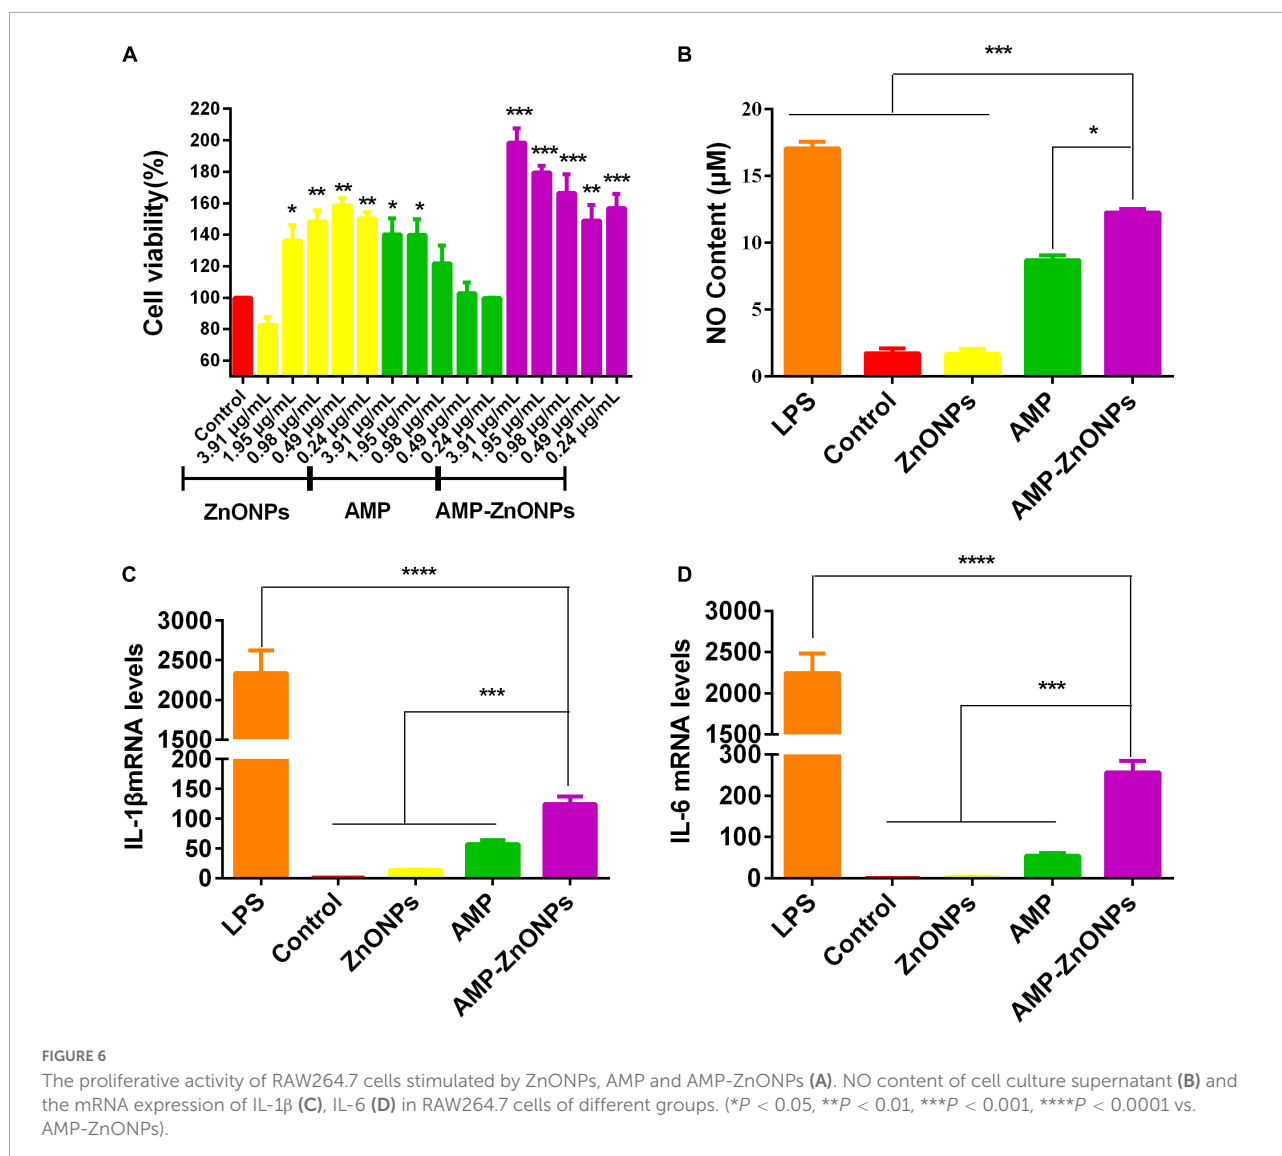 A
Cell viability(%)
220
200
180
160
140
120
100
80
60
* ** ** ** * * *** *** *** ** ***
Control
3.91 µg/mL
1.95 µg/mL
0.98 µg/mL
0.49 µg/mL
0.24 µg/mL
3.91 µg/mL
1.95 µg/mL
0.98 µg/mL
0.49 µg/mL
0.24 µg/mL
3.91 µg/mL
1.95 µg/mL
0.98 µg/mL
0.49 µg/mL
0.24 µg/mL
ZnONPs AMP AMP-ZnONPs
B
NO Content (µM)
20
15
10
5
0
***
*
LPS
Control
ZnONPs
AMP
AMP-ZnONPs
C
IL-1βmRNA levels
3000
2500
2000
1500
200
150
100
50
0
****
***
LPS
Control
ZnONPs
AMP
AMP-ZnONPs
D
IL-6 mRNA levels
3000
2500
2000
1500
300
200
100
0
****
***
LPS
Control
ZnONPs
AMP
AMP-ZnONPs
FIGURE 6
The proliferative activity of RAW264.7 cells stimulated by ZnONPs, AMP and AMP-ZnONPs (A). NO content of cell culture supernatant (B) and
the mRNA expression of IL-1β (C), IL-6 (D) in RAW264.7 cells of different groups. (*P < 0.05, **P < 0.01, ***P < 0.001, ****P < 0.0001 vs.
AMP-ZnONPs).